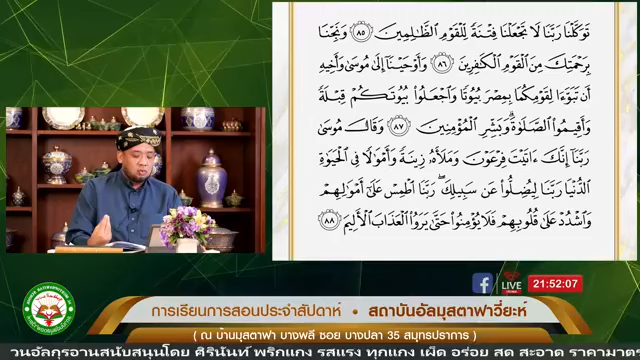 تَوَكَّلْنَا رَبَّنَا لَا تَجْعَلْنَا فِتْنَةً لِّلْقَوْمِ الظَّالِمِينَ ٨٥ وَنَجِّنَا
بِرَحْمَتِكَ مِنَ الْقَوْمِ الْكَافِرِينَ ٨٦ وَأَوْحَيْنَا إِلَىٰ مُوسَىٰ وَأَخِيهِ
أَن تَبَوَّءَا لِقَوْمِكُمَا بِمِصْرَ بُيُوتًا وَاجْعَلُوا بُيُوتَكُمْ قِبْلَةً
وَأَقِيمُوا الصَّلَاةَ ۗ وَبَشِّرِ الْمُؤْمِنِينَ ٨٧ وَقَالَ مُوسَىٰ
رَبَّنَا إِنَّكَ ءَاتَيْتَ فِرْعَوْنَ وَمَلَأَهُ زِينَةً وَأَمْوَالًا فِي الْحَيَوٰةِ
الدُّنْيَا رَبَّنَا لِيُضِلُّوا عَن سَبِيلِكَ ۖ رَبَّنَا اطْمِسْ عَلَىٰ أَمْوَالِهِمْ
وَاشْدُدْ عَلَىٰ قُلُوبِهِمْ فَلَا يُؤْمِنُوا حَتَّىٰ يَرَوُا الْعَذَابَ الْأَلِيمَ ٨٨
LIVE
21:52:07
การเรียนการสอนประจำสัปดาห์ • สถาบันอัลมุสตาฟาวียะห์
( ณ บ้านมุสตาฟา บางพลี ซอย บางปลา 35 สมุทรปราการ )
วนอัลกุรอานสนับสนุนโดย ศิรินันท์ พริกแกง รสแรง ทุกแกง เผ็ด อร่อย สด สะอาด ราคามาต